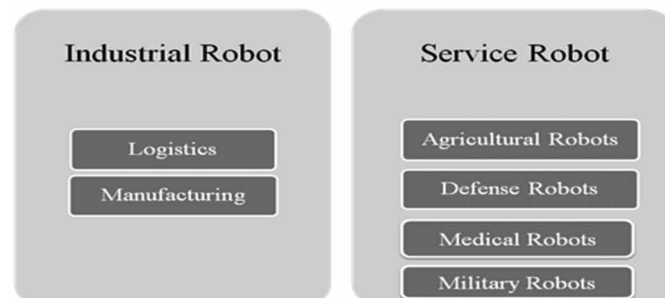 Industrial Robot
Logistics
Manufacturing
Service Robot
Agricultural Robots
Defense Robots
Medical Robots
Military Robots